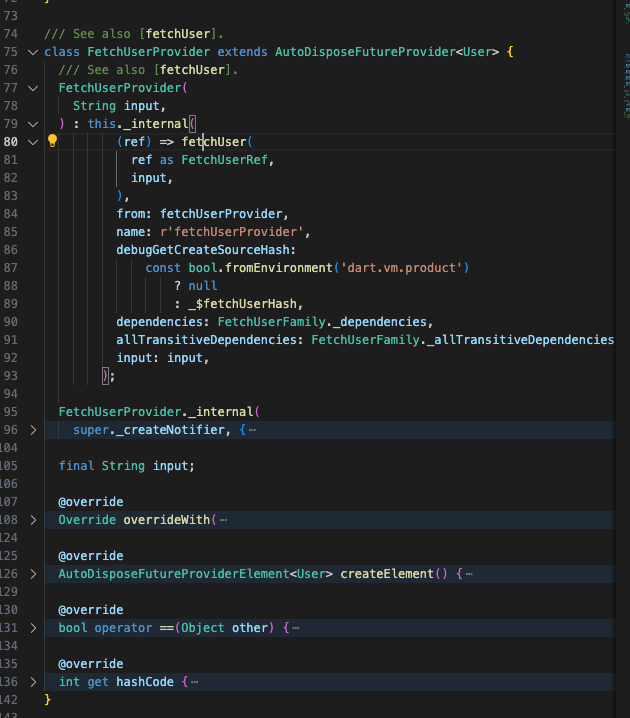 73
74 /// See also [fetchUser].
75 class FetchUserProvider extends AutoDisposeFutureProvider<User> {
76 /// See also [fetchUser].
77 FetchUserProvider(
78 String input,
79 ) : this._internal(
80 (ref) => fetchUser(
81 ref as FetchUserRef,
82 input,
83 ),
84 from: fetchUserProvider,
85 name: r'fetchUserProvider',
86 debugGetCreateSourceHash:
87 const bool.fromEnvironment('dart.vm.product')
88 ? null
89 : _$fetchUserHash,
90 dependencies: FetchUserFamily._dependencies,
91 allTransitiveDependencies: FetchUserFamily._allTransitiveDependencies
92 input: input,
93 );
94
95 FetchUserProvider._internal(
96 super._createNotifier, { ⋯
104
105 final String input;
106
107 @override
108 Override overrideWith( ⋯
124
125 @override
126 AutoDisposeFutureProviderElement<User> createElement() { ⋯
129
130 @override
131 bool operator ==(Object other) { ⋯
134
135 @override
136 int get hashCode { ⋯
142 }